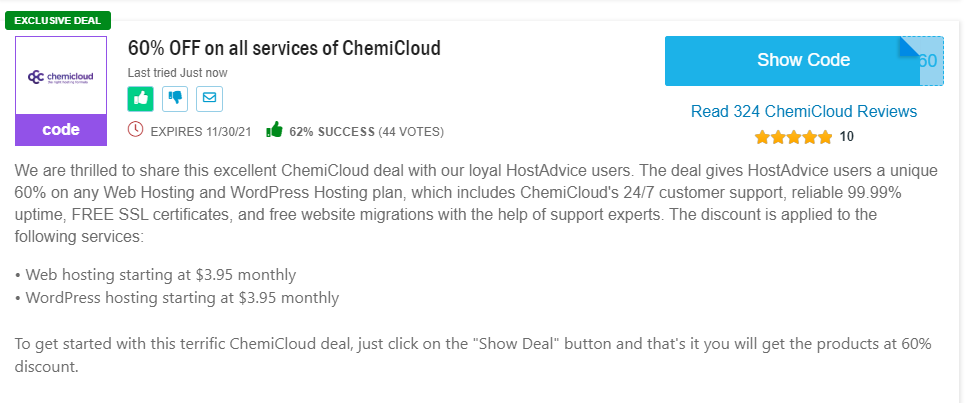 EXCLUSIVE DEAL
chemicloud
code
60% OFF on all services of ChemiCloud
Last tried Just now
EXPIRES 11/30/21
62% SUCCESS (44 VOTES)
Show Code
60
Read 324 ChemiCloud Reviews
10
We are thrilled to share this excellent ChemiCloud deal with our loyal HostAdvice users. The deal gives HostAdvice users a unique
60% on any Web Hosting and WordPress Hosting plan, which includes ChemiCloud's 24/7 customer support, reliable 99.99%
uptime, FREE SSL certificates, and free website migrations with the help of support experts. The discount is applied to the
following services:
• Web hosting starting at $3.95 monthly
• WordPress hosting starting at $3.95 monthly
To get started with this terrific ChemiCloud deal, just click on the "Show Deal" button and that's it you will get the products at 60%
discount.